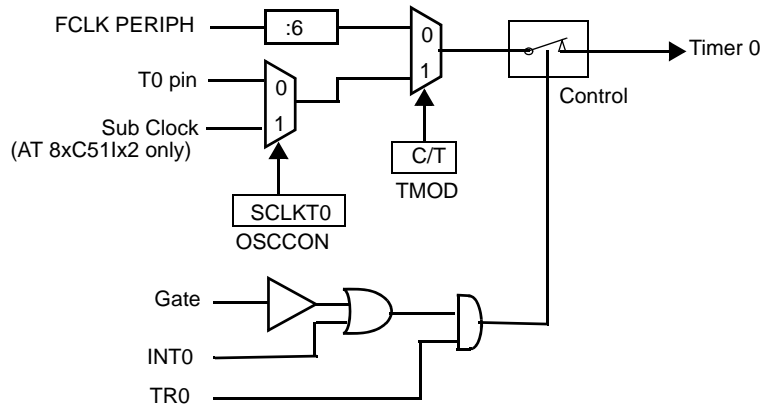 FCLK PERIPH
:6
0
1
Timer 0
T0 pin
0
1
Control
Sub Clock
(AT 8xC51Ix2 only)
C/T
TMOD
SCLKT0
OSCCON
Gate
INT0
TR0